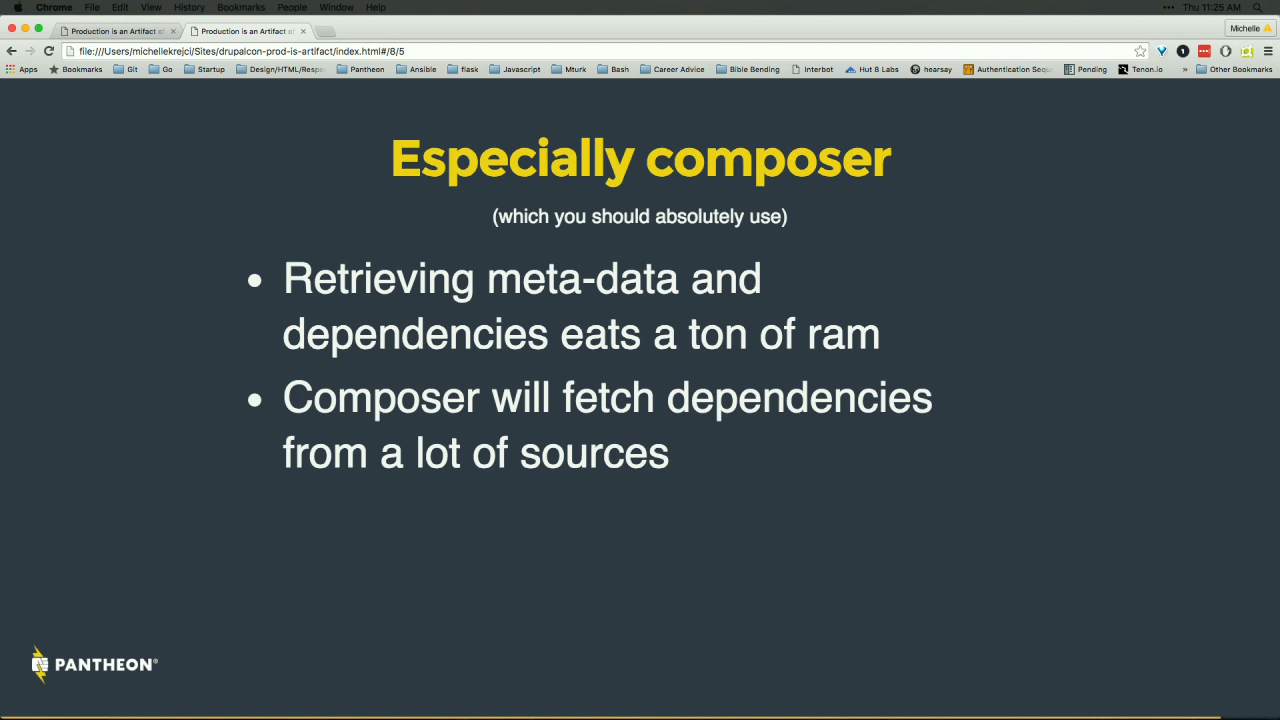 Chrome File Edit View History Bookmarks People Window Help ••• Thu 11:25 AM
Production is an Artifact of × Production is an Artifact of × Michelle
file:///Users/michellekrejci/Sites/drupalcon-prod-is-artifact/index.html#/8/5
Apps Bookmarks Git Go Startup Design/HTML/Respo Pantheon Ansible flask Javascript Mturk Bash Career Advice Bible Bending Interbot Hut 8 Labs hearsay Authentication Sequ Pending Tenon.io » Other Bookmarks
Especially composer
(which you should absolutely use)
• Retrieving meta-data and
dependencies eats a ton of ram
• Composer will fetch dependencies
from a lot of sources
PANTHEON®